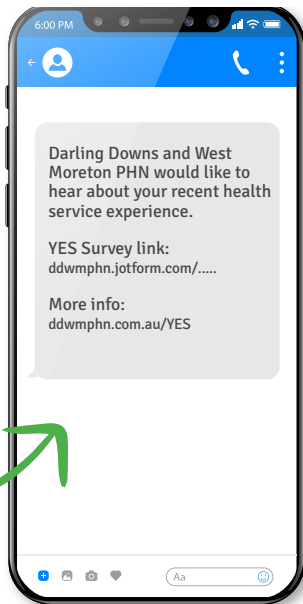 6:00 PM
Darling Downs and West
Moreton PHN would like to
hear about your recent health
service experience.
YES Survey link:
ddwmphn.jotform.com/.....
More info:
ddwmphn.com.au/YES
Aa